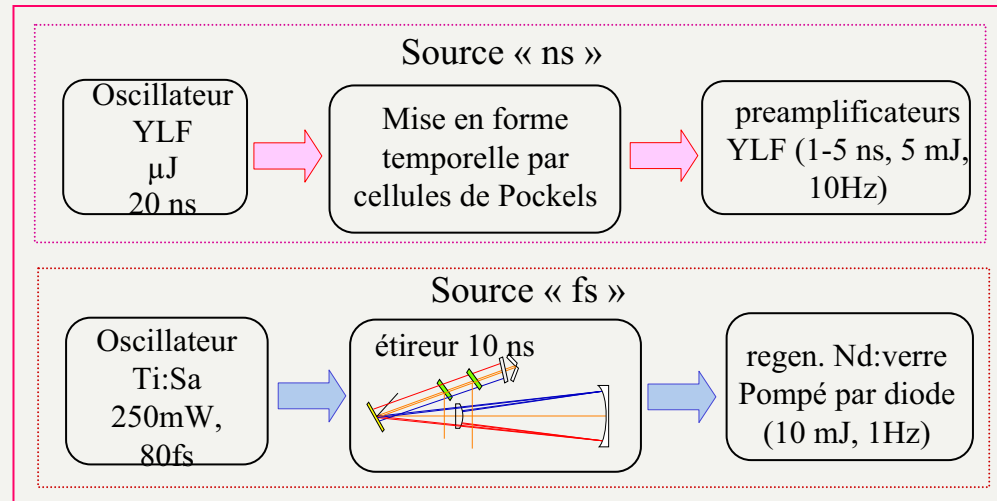 Source « ns »
Oscillateur
YLF
µJ
20 ns
Mise en forme
temporelle par
cellules de Pockels
preamplificateurs
YLF (1-5 ns, 5 mJ,
10Hz)
Source « fs »
Oscillateur
Ti:Sa
250mW,
80fs
étireur 10 ns
regen. Nd:verre
Pompé par diode
(10 mJ, 1Hz)